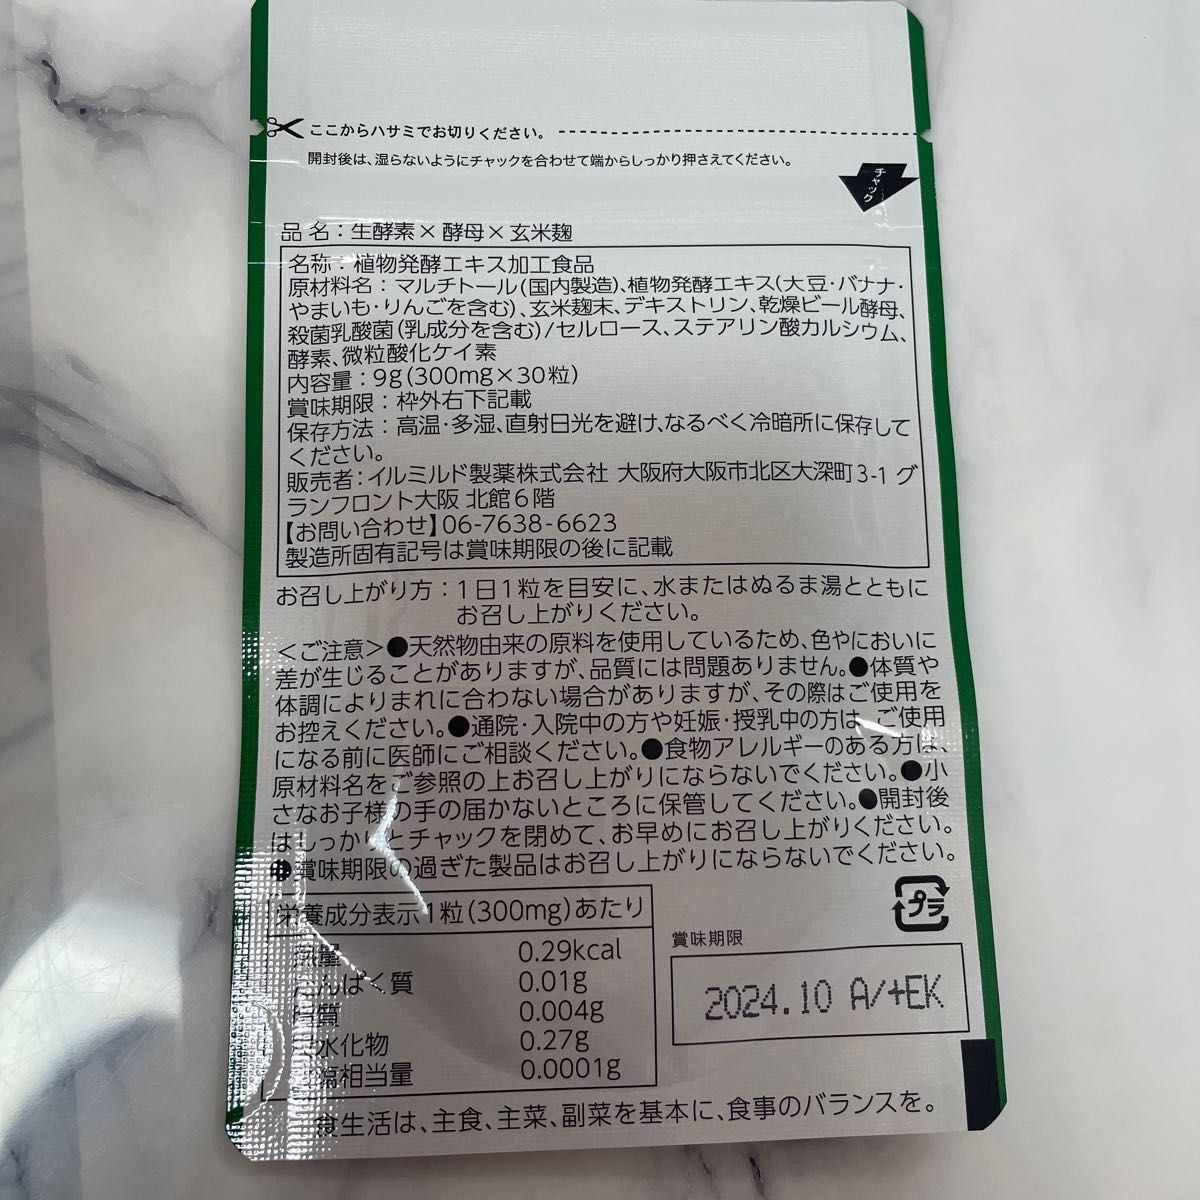 ここからハサミでお切りください。
開封後は、湿らないようにチャックを合わせて端からしっかり押さえてください。
チャック
品 名：生酵素×酵母×玄米麹
名称：植物発酵エキス加工食品
原材料名：マルチトール(国内製造)、植物発酵エキス(大豆・バナナ・
やまいも・りんごを含む)、玄米麹末、デキストリン、乾燥ビール酵母、
殺菌乳酸菌(乳成分を含む)/セルロース、ステアリン酸カルシウム、
酵素、微粒酸化ケイ素
内容量：9g(300mg×30粒)
賞味期限：枠外右下記載
保存方法：高温・多湿、直射日光を避け、なるべく冷暗所に保存して
ください。
販売者：イルミルド製薬株式会社 大阪府大阪市北区大深町3-1 グ
ランフロント大阪 北館6階
【お問い合わせ】06-7638-6623
製造所固有記号は賞味期限の後に記載
お召し上がり方：1日1粒を目安に、水またはぬるま湯とともに
お召し上がりください。
<ご注意>●天然物由来の原料を使用しているため、色やにおいに
差が生じることがありますが、品質には問題ありません。●体質や
体調によりまれに合わない場合がありますが、その際はご使用を
お控えください。●通院・入院中の方や妊娠・授乳中の方は、ご使用
になる前に医師にご相談ください。●食物アレルギーのある方は、
原材料名をご参照の上お召し上がりにならないでください。●小
さなお子様の手の届かないところに保管してください。●開封後
はしっかりとチャックを閉めて、お早めにお召し上がりください。
●賞味期限の過ぎた製品はお召し上がりにならないでください。
栄養成分表示1粒(300mg)あたり
熱量 0.29kcal
たんぱく質 0.01g
脂質 0.004g
炭水化物 0.27g
食塩相当量 0.0001g
プラ
賞味期限
2024.10 A/+EK
食生活は、主食、主菜、副菜を基本に、食事のバランスを。